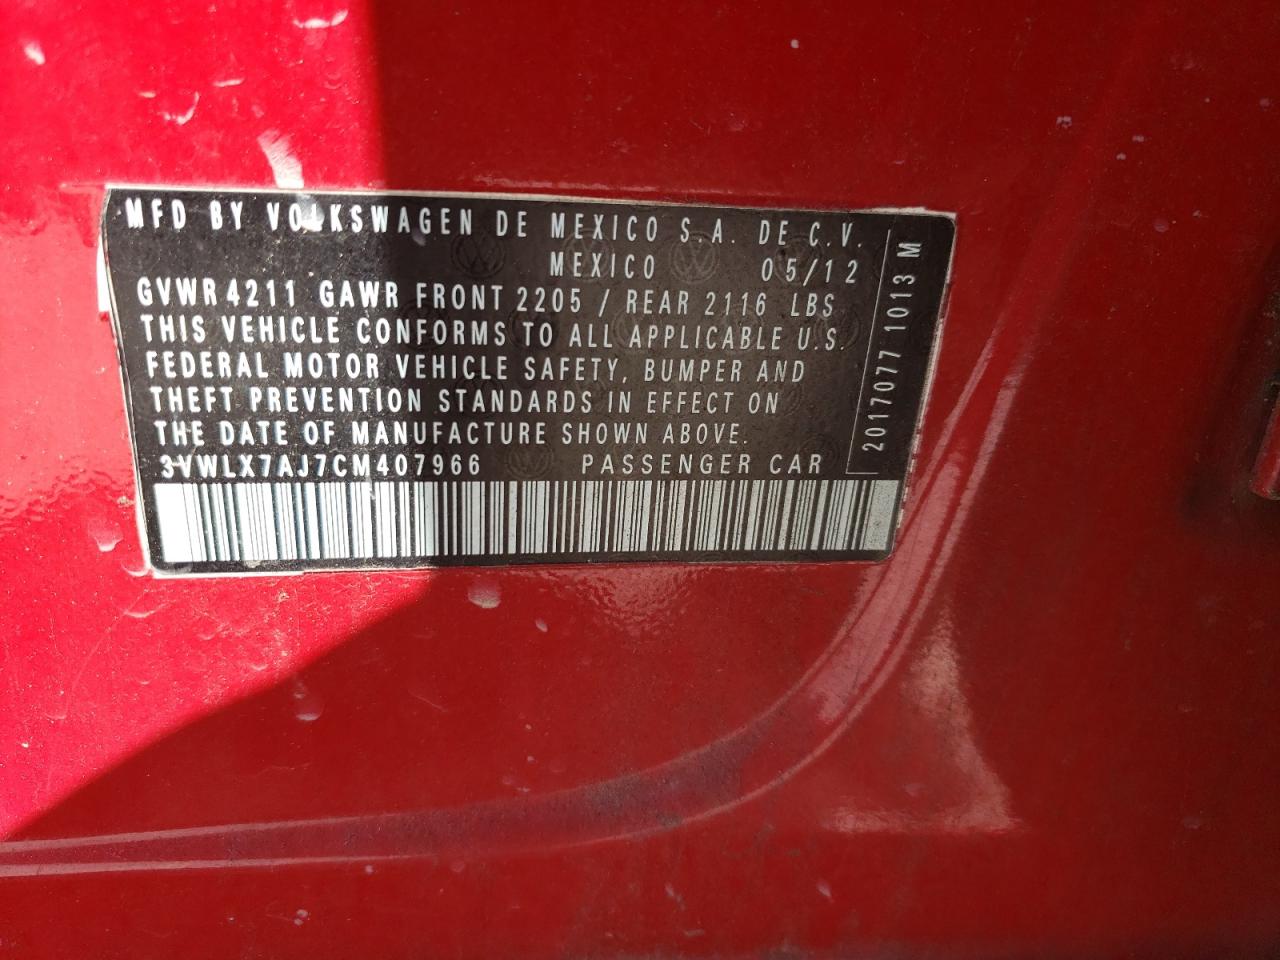 MFD BY VOLKSWAGEN DE MEXICO S.A. DE C.V.
MEXICO 05/12
GVWR 4211 GAWR FRONT 2205 / REAR 2116 LBS
THIS VEHICLE CONFORMS TO ALL APPLICABLE U.S.
FEDERAL MOTOR VEHICLE SAFETY, BUMPER AND
THEFT PREVENTION STANDARDS IN EFFECT ON
THE DATE OF MANUFACTURE SHOWN ABOVE.
3VWLX7AJ7CM407966 PASSENGER CAR
2017077 1013 M